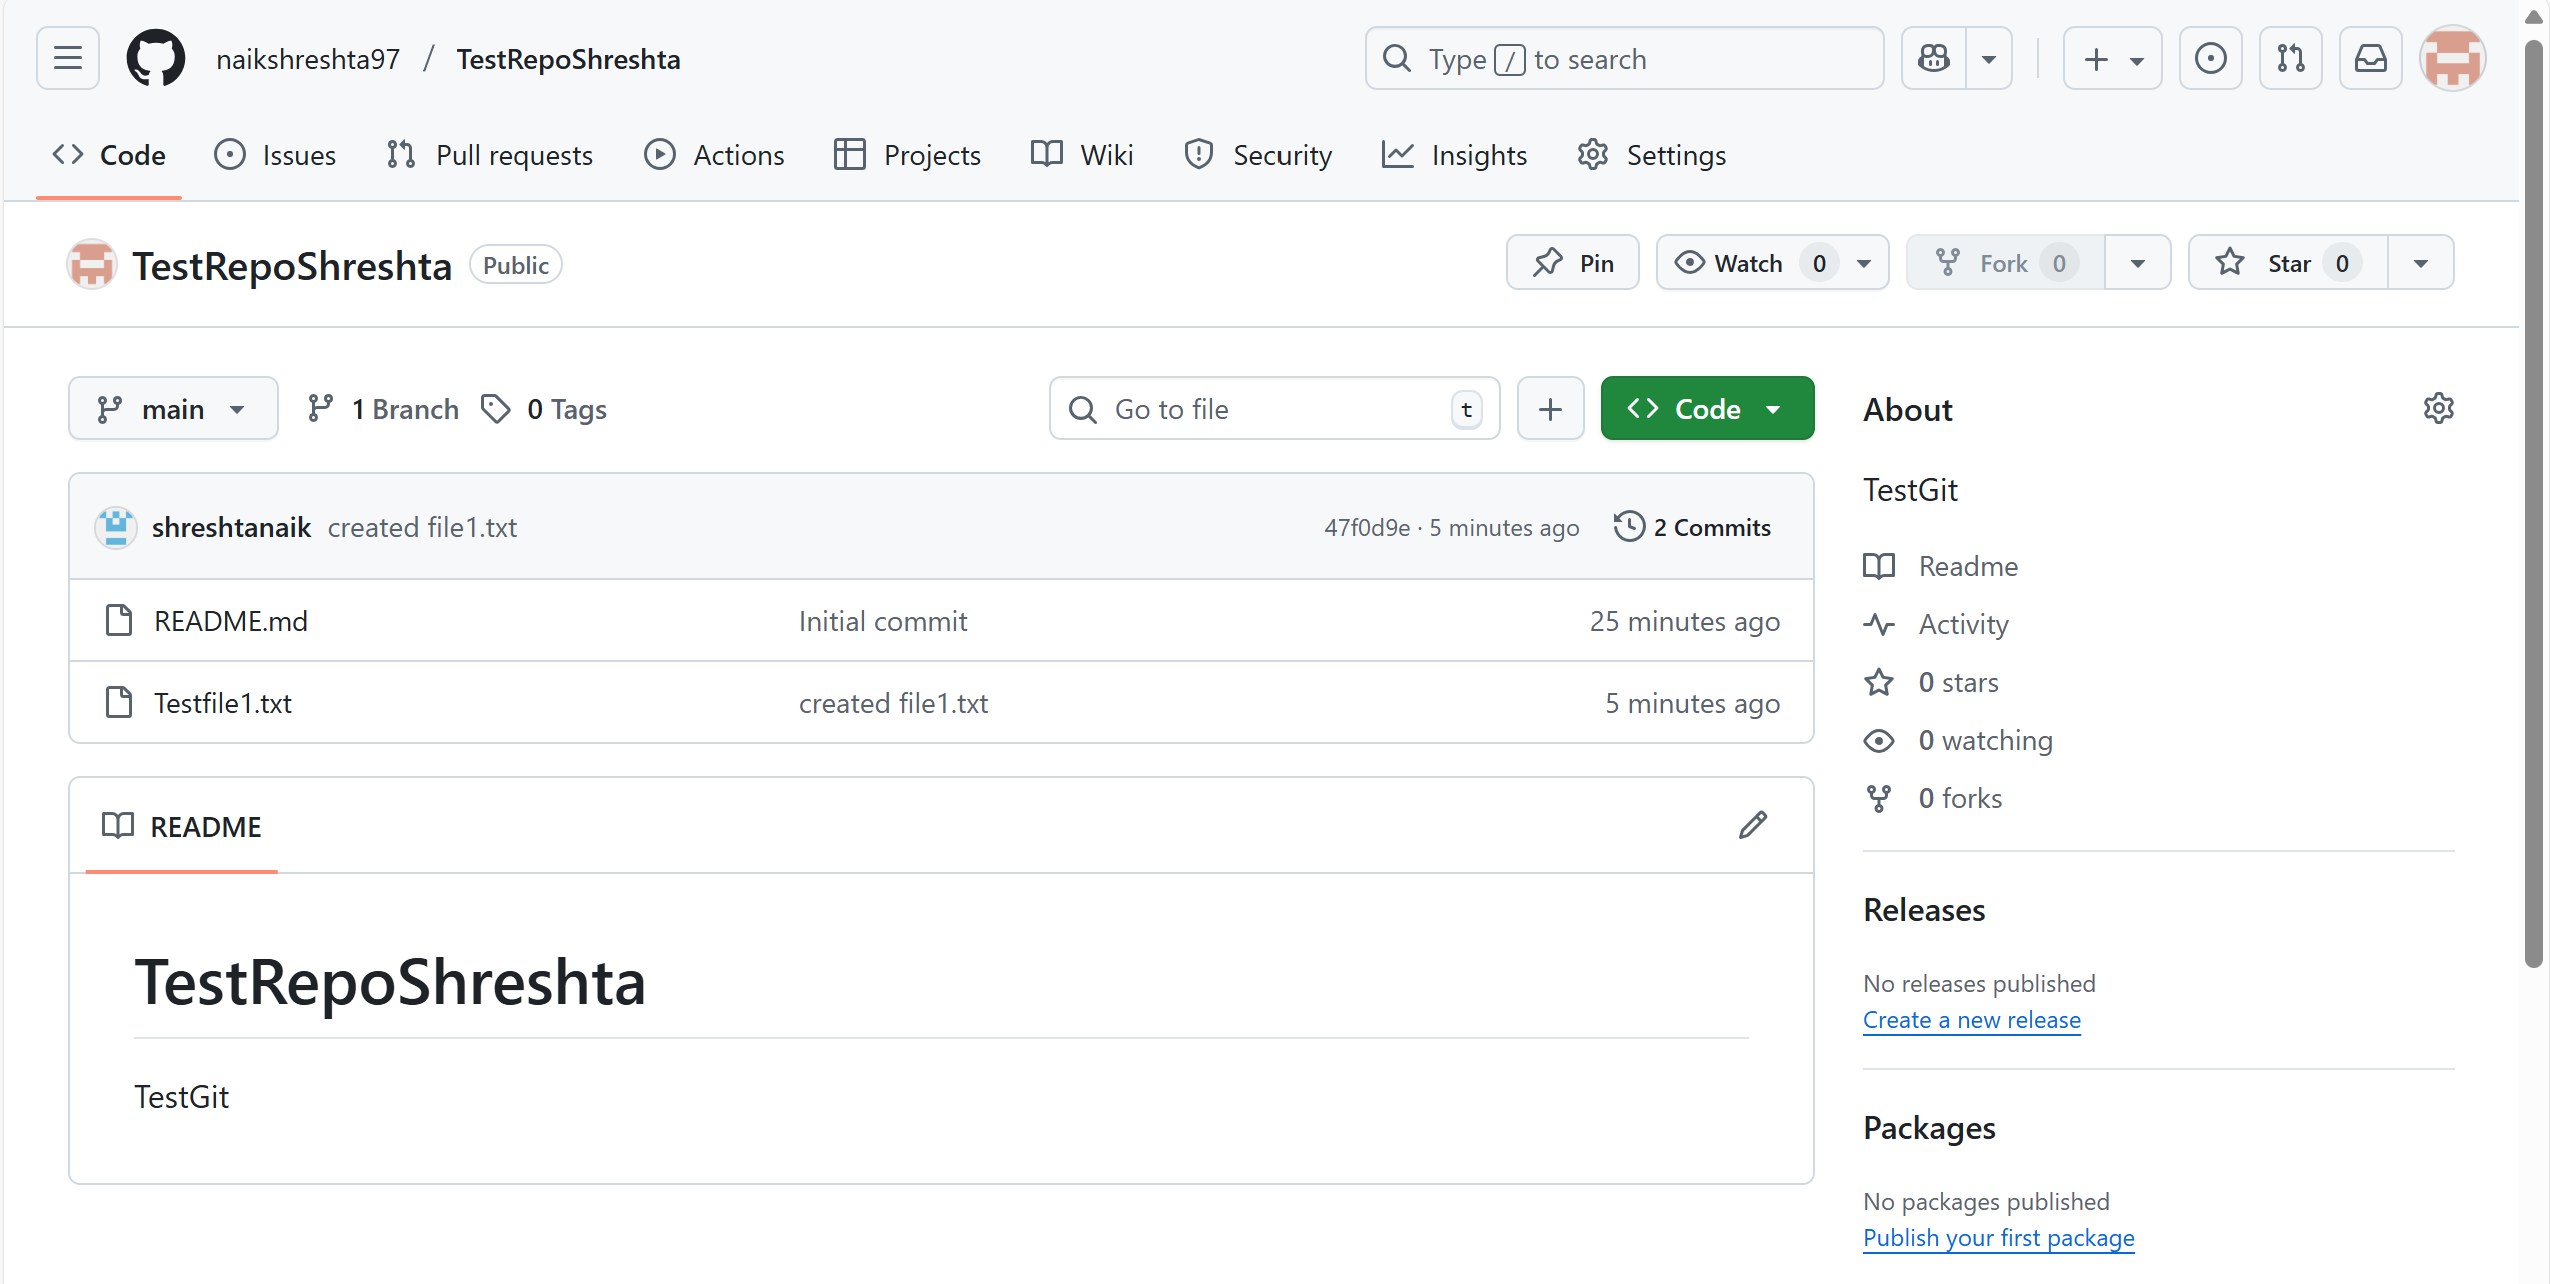 naikshreshta97 / TestRepoShreshta
Type / to search
Code Issues Pull requests Actions Projects Wiki Security Insights Settings
TestRepoShreshta Public
Pin Watch 0 Fork 0 Star 0
main 1 Branch 0 Tags
Go to file t
Code
shreshtanaik created file1.txt 47f0d9e · 5 minutes ago 2 Commits
README.md Initial commit 25 minutes ago
Testfile1.txt created file1.txt 5 minutes ago
README
TestRepoShreshta
TestGit
About
TestGit
Readme
Activity
0 stars
0 watching
0 forks
Releases
No releases published
Create a new release
Packages
No packages published
Publish your first package